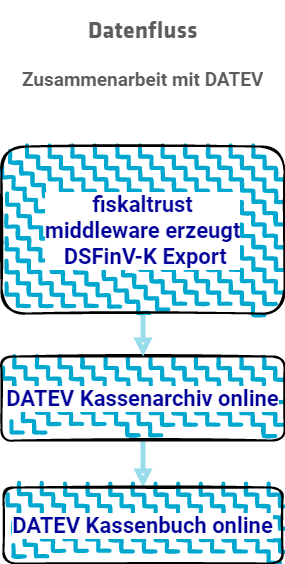 Datenfluss
Zusammenarbeit mit DATEV
fiskaltrust
middleware erzeugt
DSFinV-K Export
DATEV Kassenarchiv online
DATEV Kassenbuch online